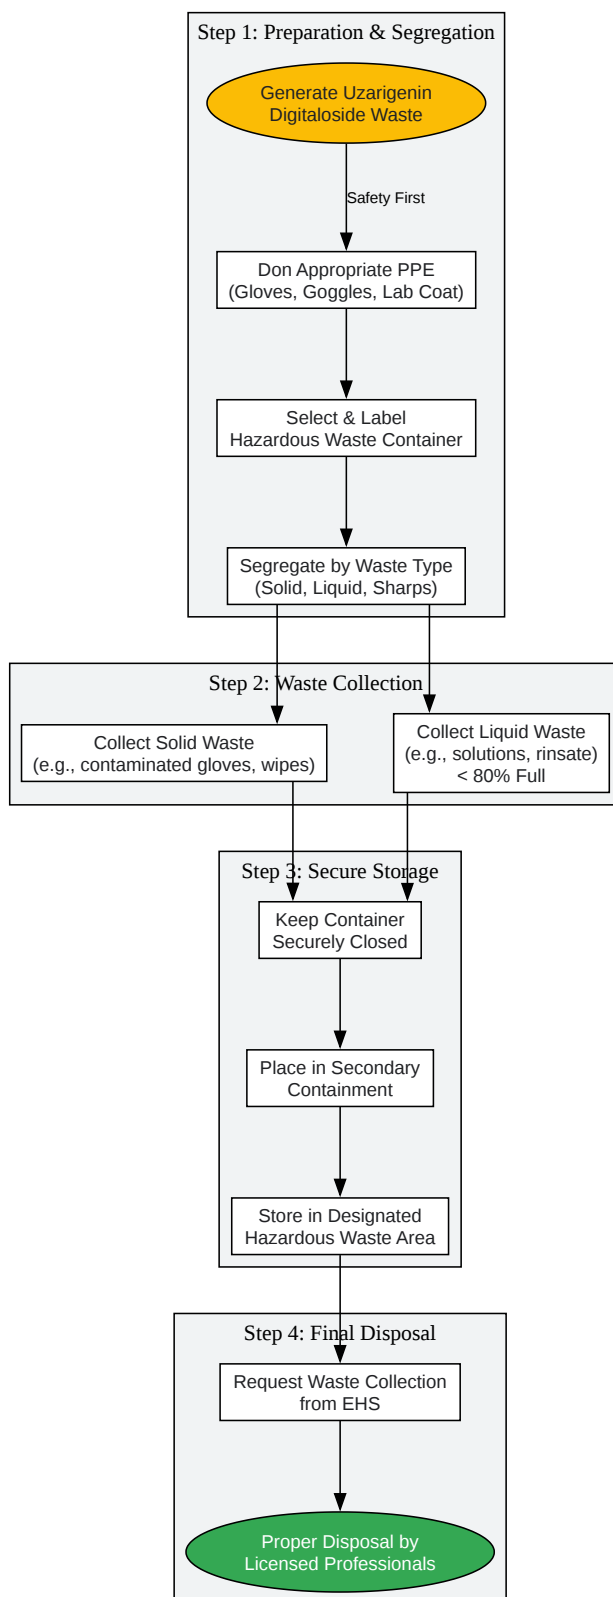 Step 1: Preparation & Segregation
Generate Uzarigenin
Digitaloside Waste
Safety First
Don Appropriate PPE
(Gloves, Goggles, Lab Coat)
Select & Label
Hazardous Waste Container
Segregate by Waste Type
(Solid, Liquid, Sharps)
Step 2: Waste Collection
Collect Solid Waste
(e.g., contaminated gloves, wipes)
Collect Liquid Waste
(e.g., solutions, rinsate)
< 80% Full
Step 3: Secure Storage
Keep Container
Securely Closed
Place in Secondary
Containment
Store in Designated
Hazardous Waste Area
Step 4: Final Disposal
Request Waste Collection
from EHS
Proper Disposal by
Licensed Professionals